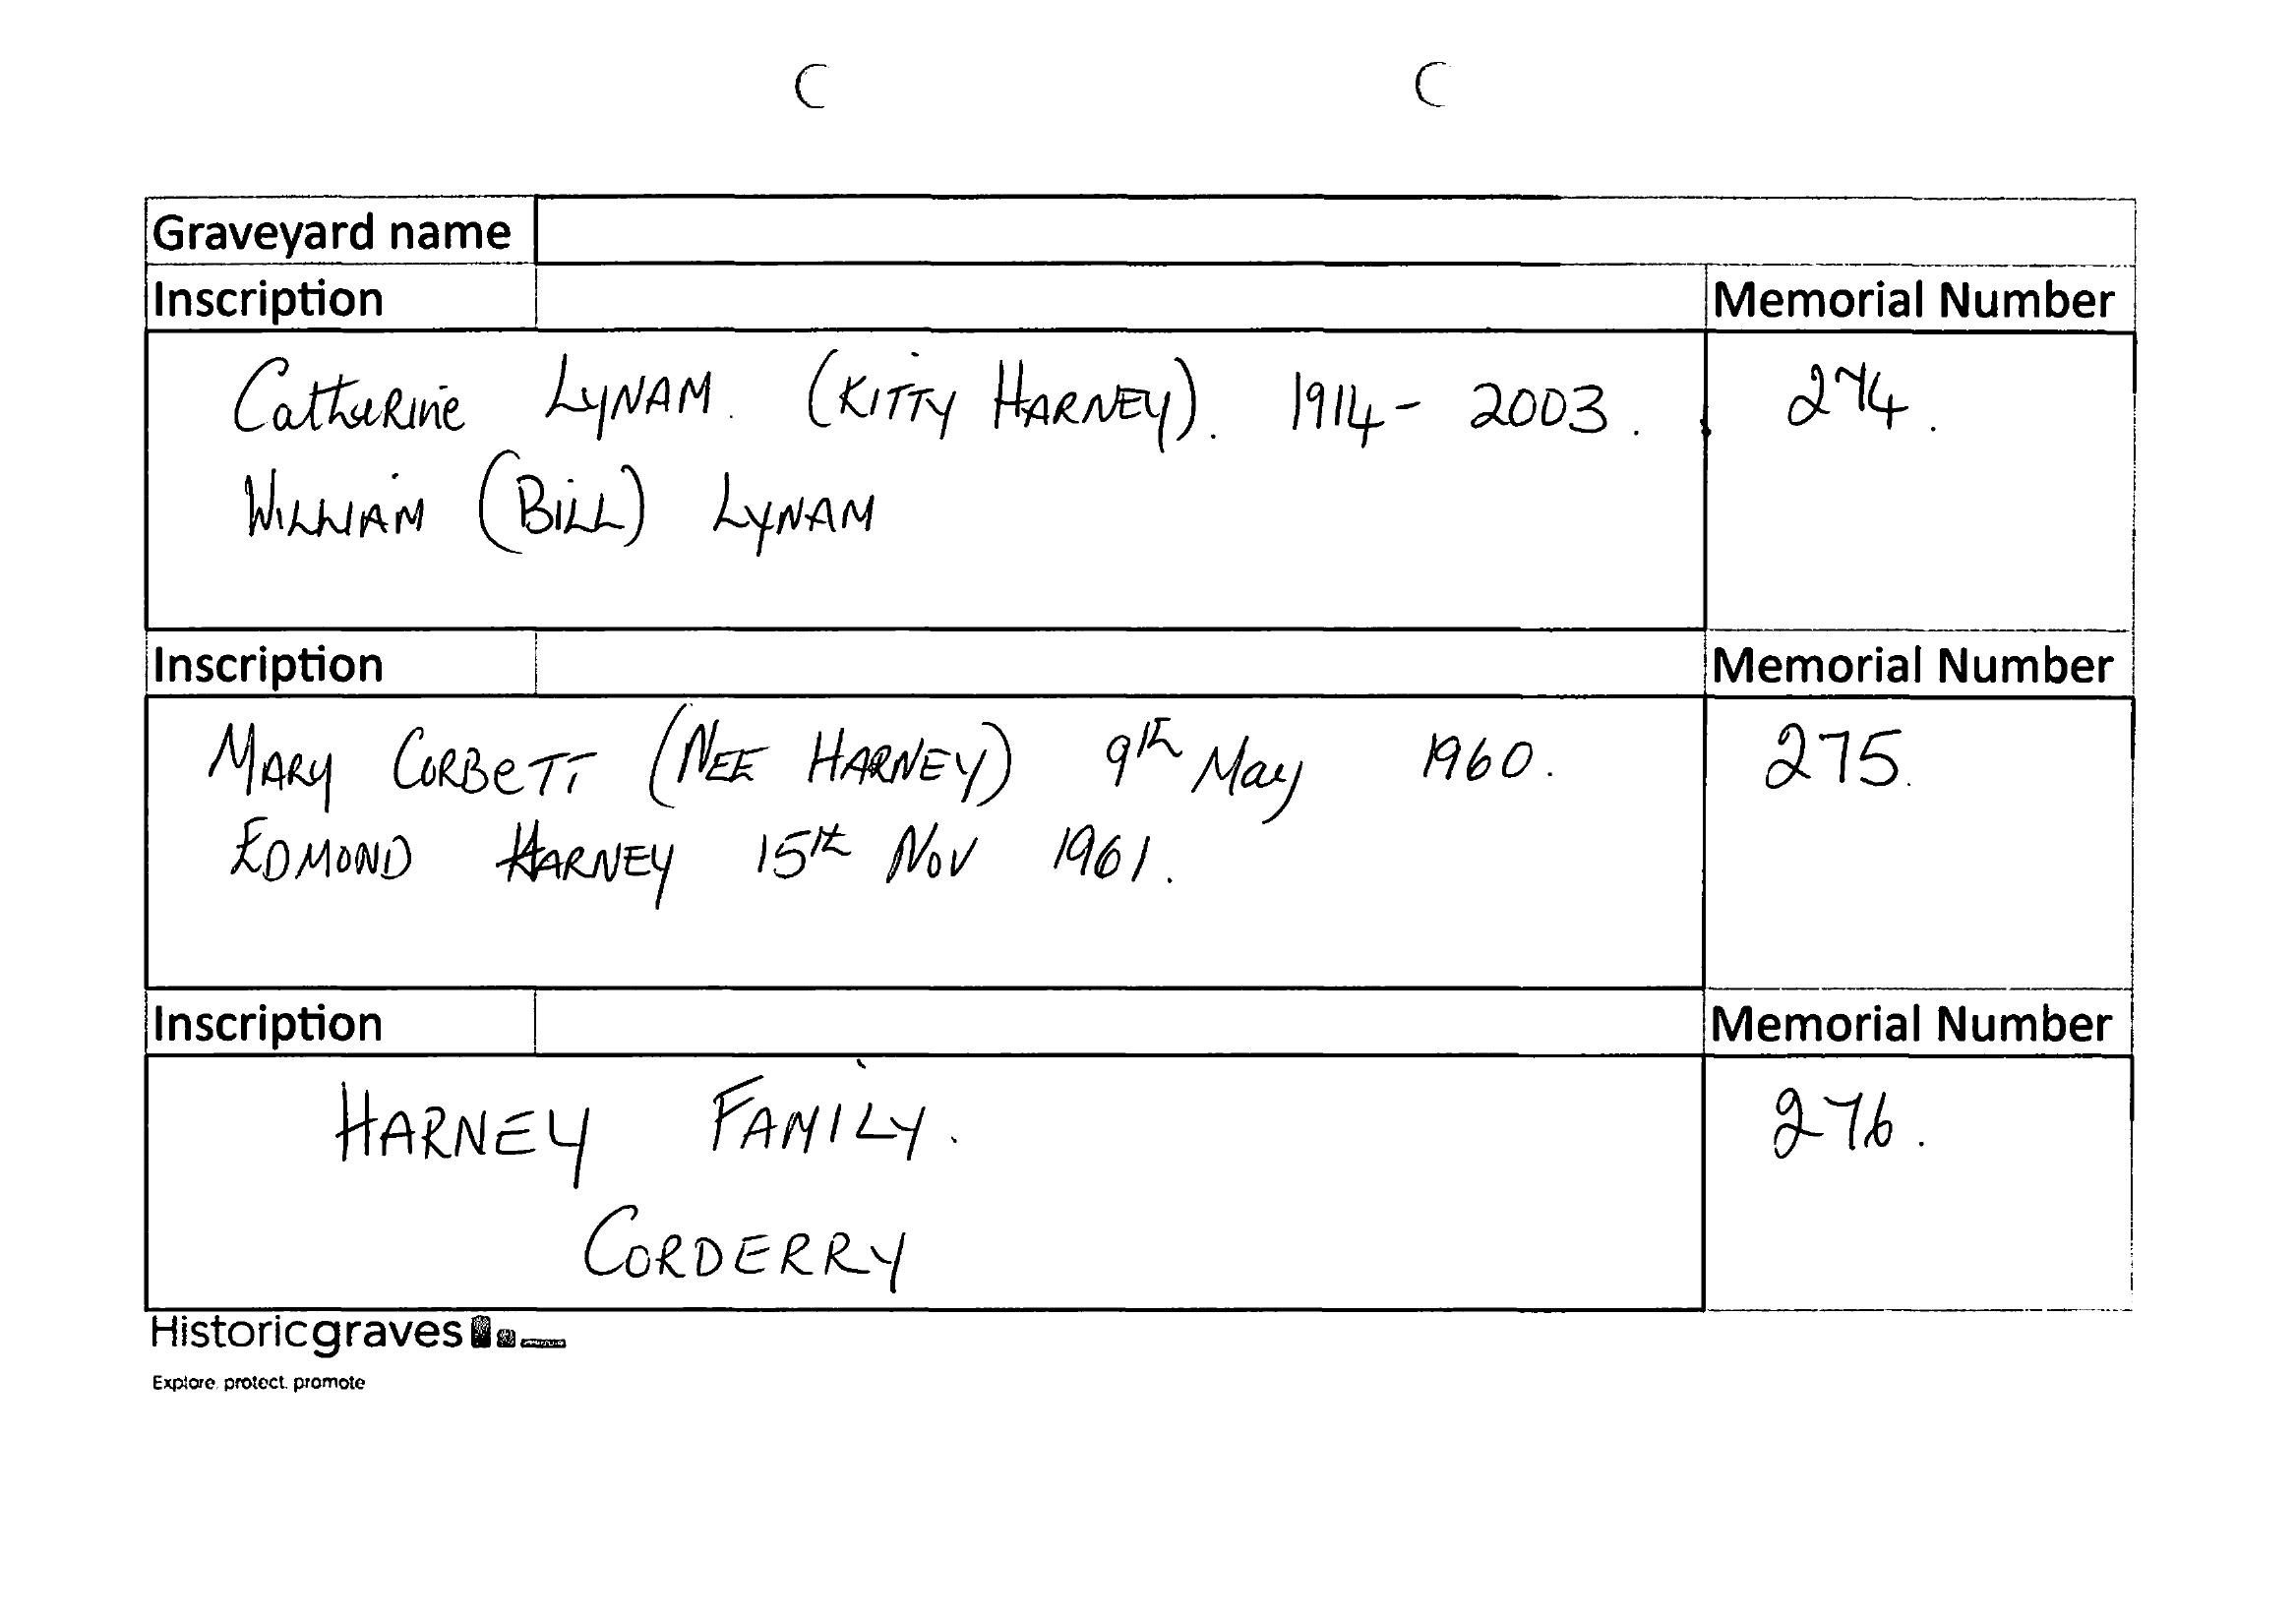 Graveyard name
Inscription Memorial Number
Catherine LYNAM. (KITTY HARNEY). 1914 - 2003. 274.
WILLIAM (BILL) LYNAM
Inscription Memorial Number
MARY CORBETT (NEE HARNEY) 9th May 1960. 275.
EDMOND HARNEY 15th Nov 1961.
Inscription Memorial Number
HARNEY FAMILY. 276.
CORDERRY
Historicgraves
Explore. protect. promote